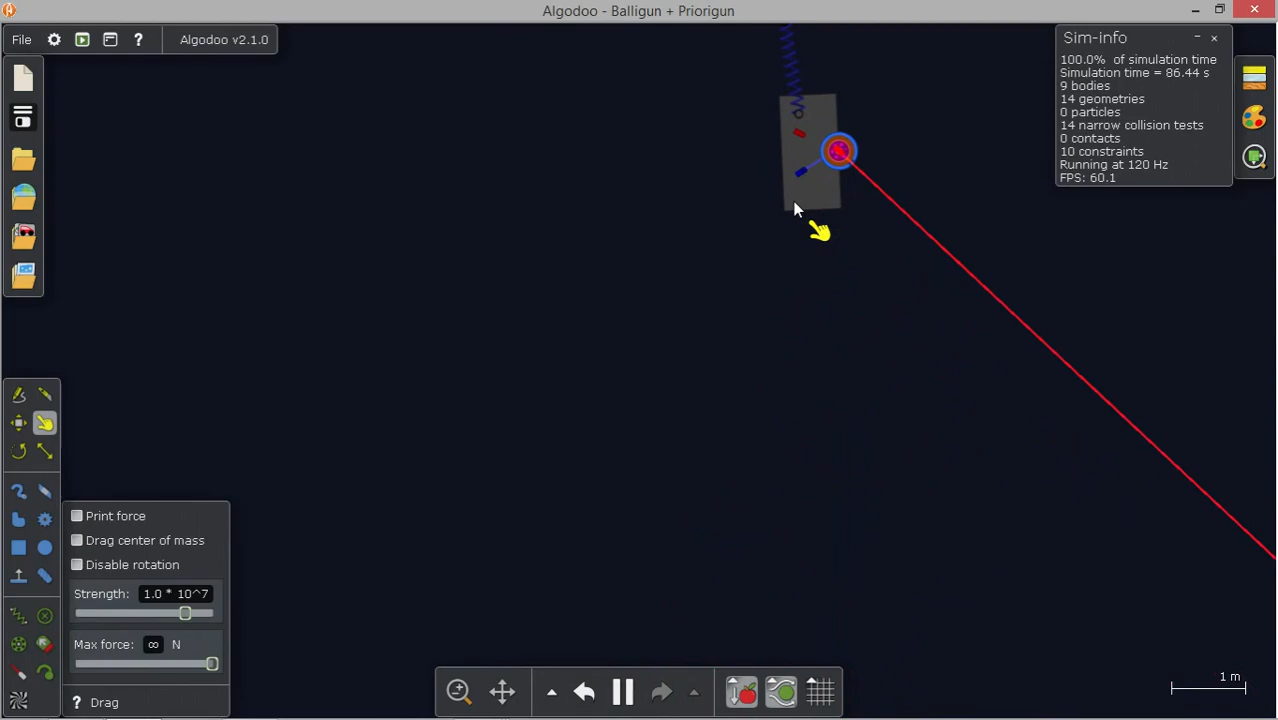 Algodoo - Balligun + Priorigun
File
?
Algodoo v2.1.0
Sim-info
100.0% of simulation time
Simulation time = 86.44 s
9 bodies
14 geometries
0 particles
14 narrow collision tests
0 contacts
10 constraints
Running at 120 Hz
FPS: 60.1
Print force
Drag center of mass
Disable rotation
Strength: 1.0 * 10^7
Max force: ∞ N
? Drag
1 m